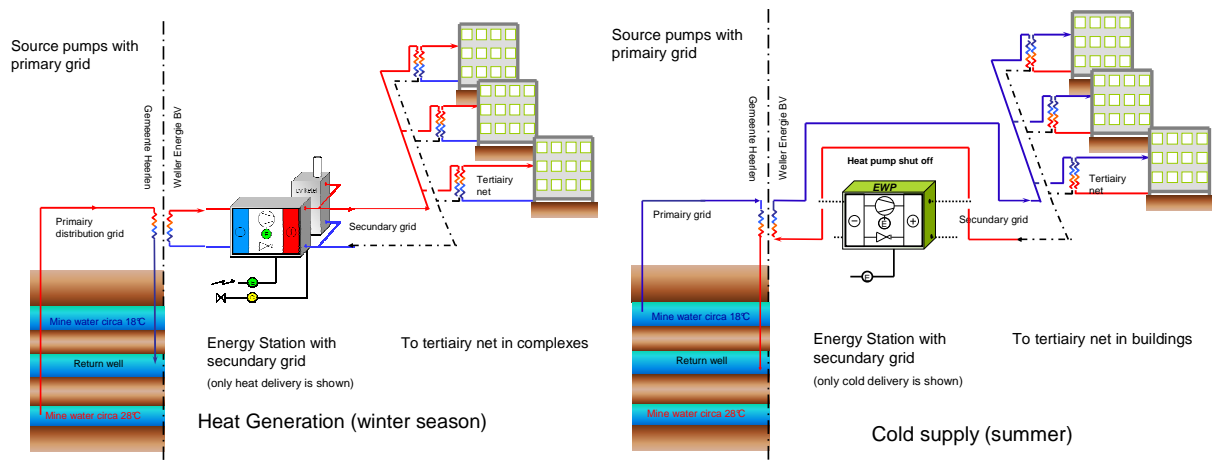 Source pumps with
primary grid
Gemeente Heerlen
Weller Energie BV
Primairy
distribution grid
CV ketel
E
G
Secundary grid
Tertiairy
net
Mine water circa 18℃
Return well
Mine water circa 28℃
Energy Station with
secundary grid
(only heat delivery is shown)
To tertiairy net in complexes
Heat Generation (winter season)
Source pumps with
primairy grid
Gemeente Heerlen
Weller Energie BV
Primairy grid
Heat pump shut off
EWP
E
E
Secundary grid
Tertiairy
net
Mine water circa 18℃
Return well
Mine water circa 28℃
Energy Station with
secundary grid
(only cold delivery is shown)
To tertiairy net in buildings
Cold supply (summer)